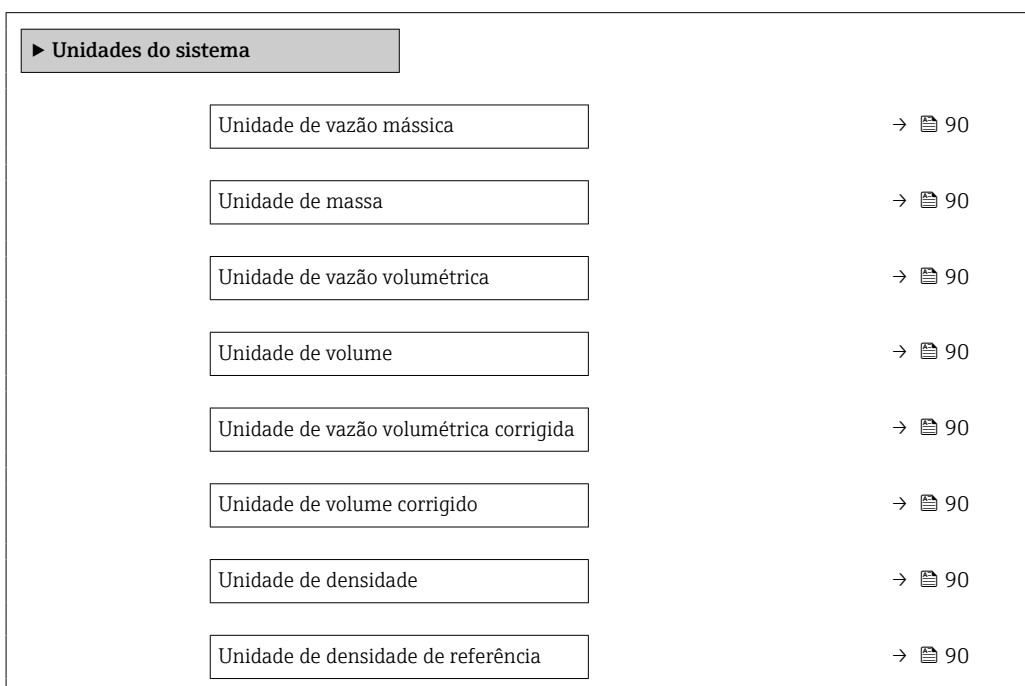 ▶ Unidades do sistema
Unidade de vazão mássica → 90
Unidade de massa → 90
Unidade de vazão volumétrica → 90
Unidade de volume → 90
Unidade de vazão volumétrica corrigida → 90
Unidade de volume corrigido → 90
Unidade de densidade → 90
Unidade de densidade de referência → 90